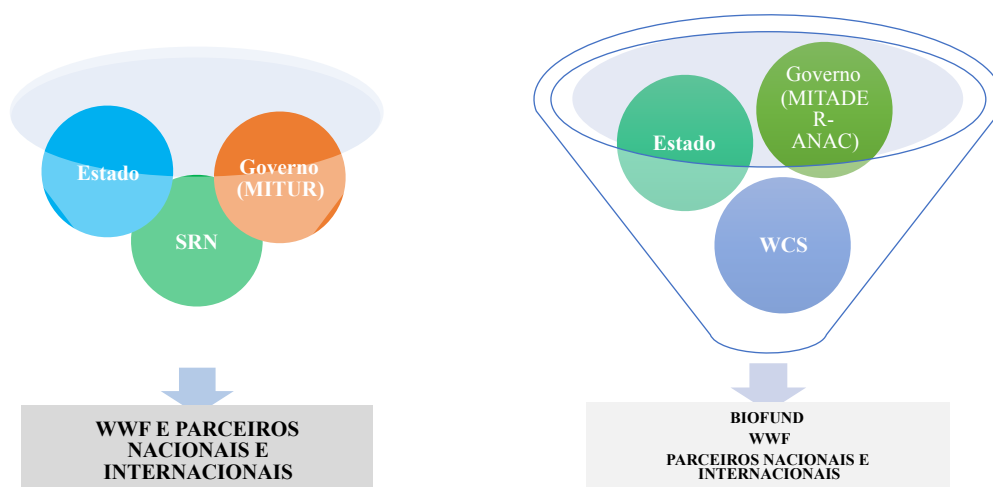 Estado
Governo
(MITUR)
SRN
WWF E PARCEIROS
NACIONAIS E
INTERNACIONAIS
Governo
(MITADE
R-
ANAC)
Estado
WCS
BIOFUND
WWF
PARCEIROS NACIONAIS E
INTERNACIONAIS